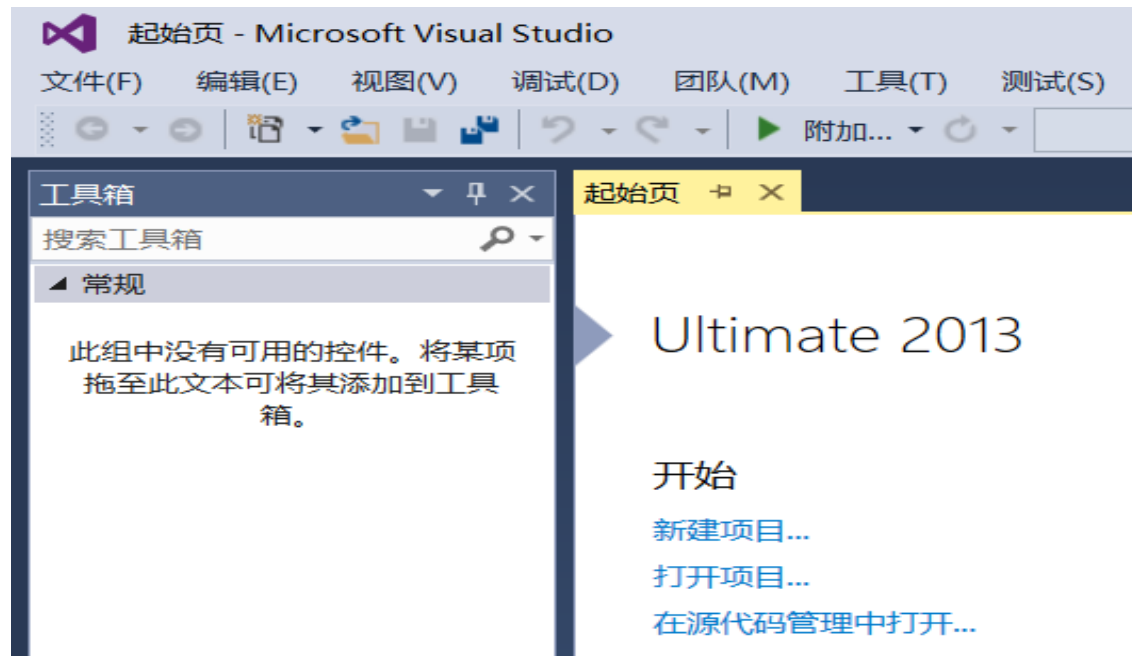 起始页 - Microsoft Visual Studio
文件(F) 编辑(E) 视图(V) 调试(D) 团队(M) 工具(T) 测试(S)
附加...
工具箱
起始页
搜索工具箱
常规
此组中没有可用的控件。将某项
拖至此文本可将其添加到工具
箱。
Ultimate 2013
开始
新建项目...
打开项目...
在源代码管理中打开...